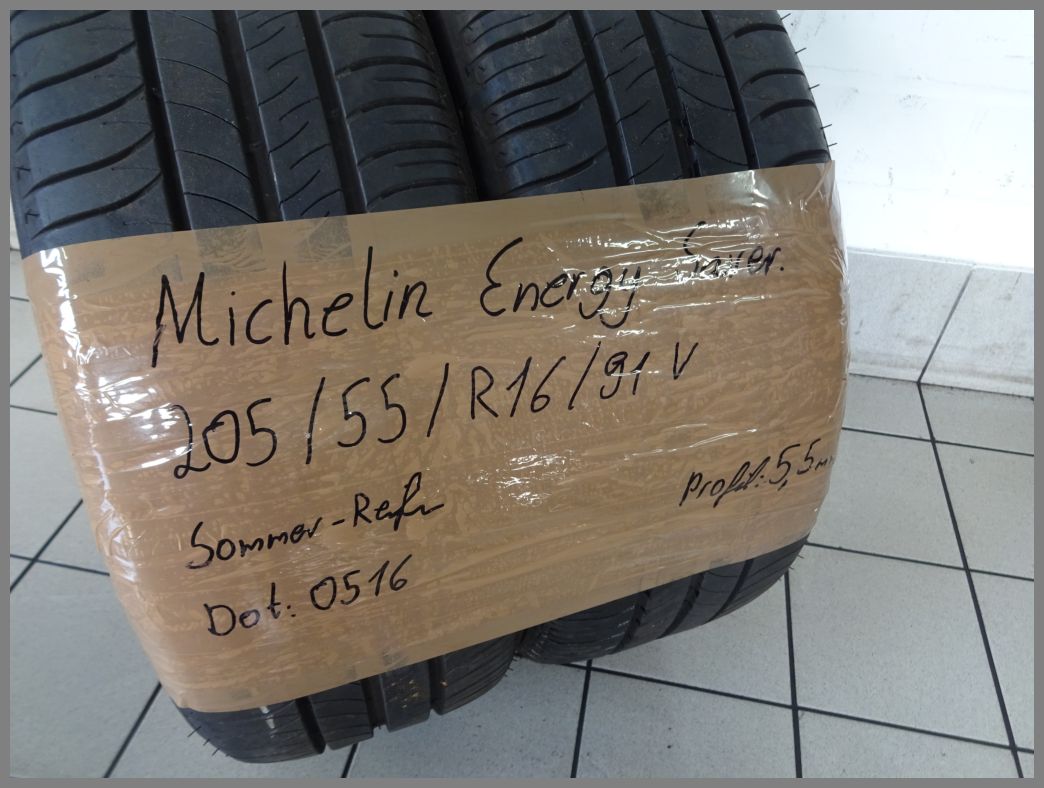 Michelin Energy Saver.
205/55/R16/91 V
Profil: 5,5mm
Sommer-Reifen
Dot: 0516